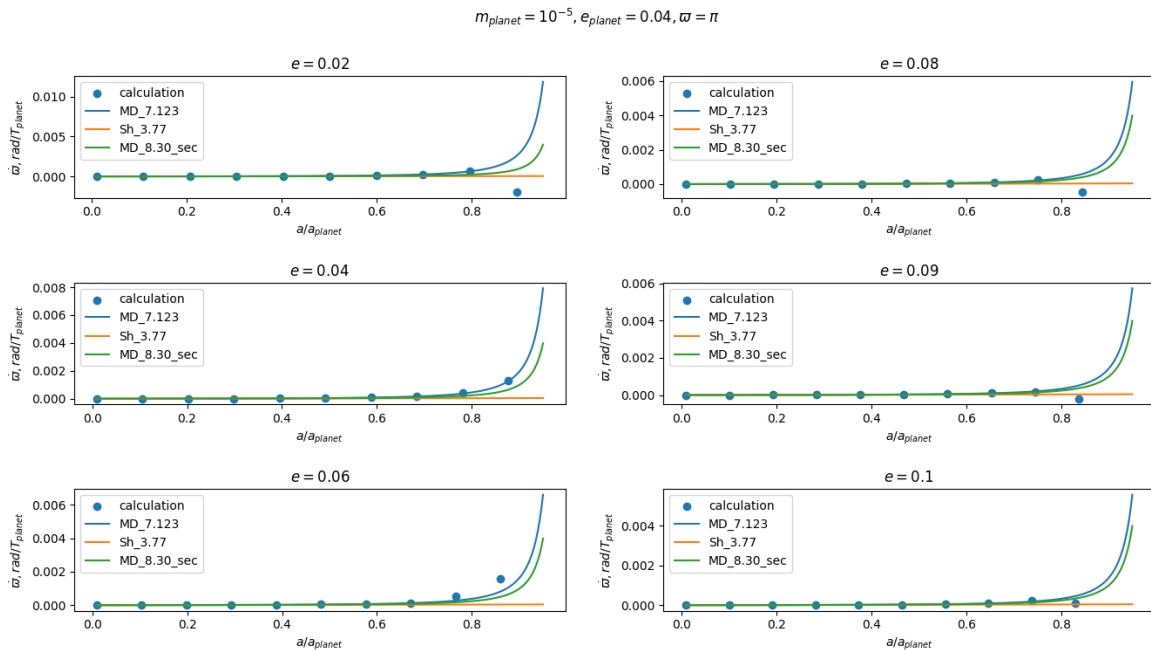 m_planet = 10^-5, e_planet = 0.04, ϖ = π
e = 0.02
0.010
0.005
0.000
ϖ̇, rad/T_planet
calculation
MD_7.123
Sh_3.77
MD_8.30_sec
0.0 0.2 0.4 0.6 0.8
a/a_planet
e = 0.08
0.006
0.004
0.002
0.000
ϖ̇, rad/T_planet
calculation
MD_7.123
Sh_3.77
MD_8.30_sec
0.0 0.2 0.4 0.6 0.8
a/a_planet
e = 0.04
0.008
0.006
0.004
0.002
0.000
ϖ̇, rad/T_planet
calculation
MD_7.123
Sh_3.77
MD_8.30_sec
0.0 0.2 0.4 0.6 0.8
a/a_planet
e = 0.09
0.006
0.004
0.002
0.000
ϖ̇, rad/T_planet
calculation
MD_7.123
Sh_3.77
MD_8.30_sec
0.0 0.2 0.4 0.6 0.8
a/a_planet
e = 0.06
0.006
0.004
0.002
0.000
ϖ̇, rad/T_planet
calculation
MD_7.123
Sh_3.77
MD_8.30_sec
0.0 0.2 0.4 0.6 0.8
a/a_planet
e = 0.1
0.004
0.002
0.000
ϖ̇, rad/T_planet
calculation
MD_7.123
Sh_3.77
MD_8.30_sec
0.0 0.2 0.4 0.6 0.8
a/a_planet